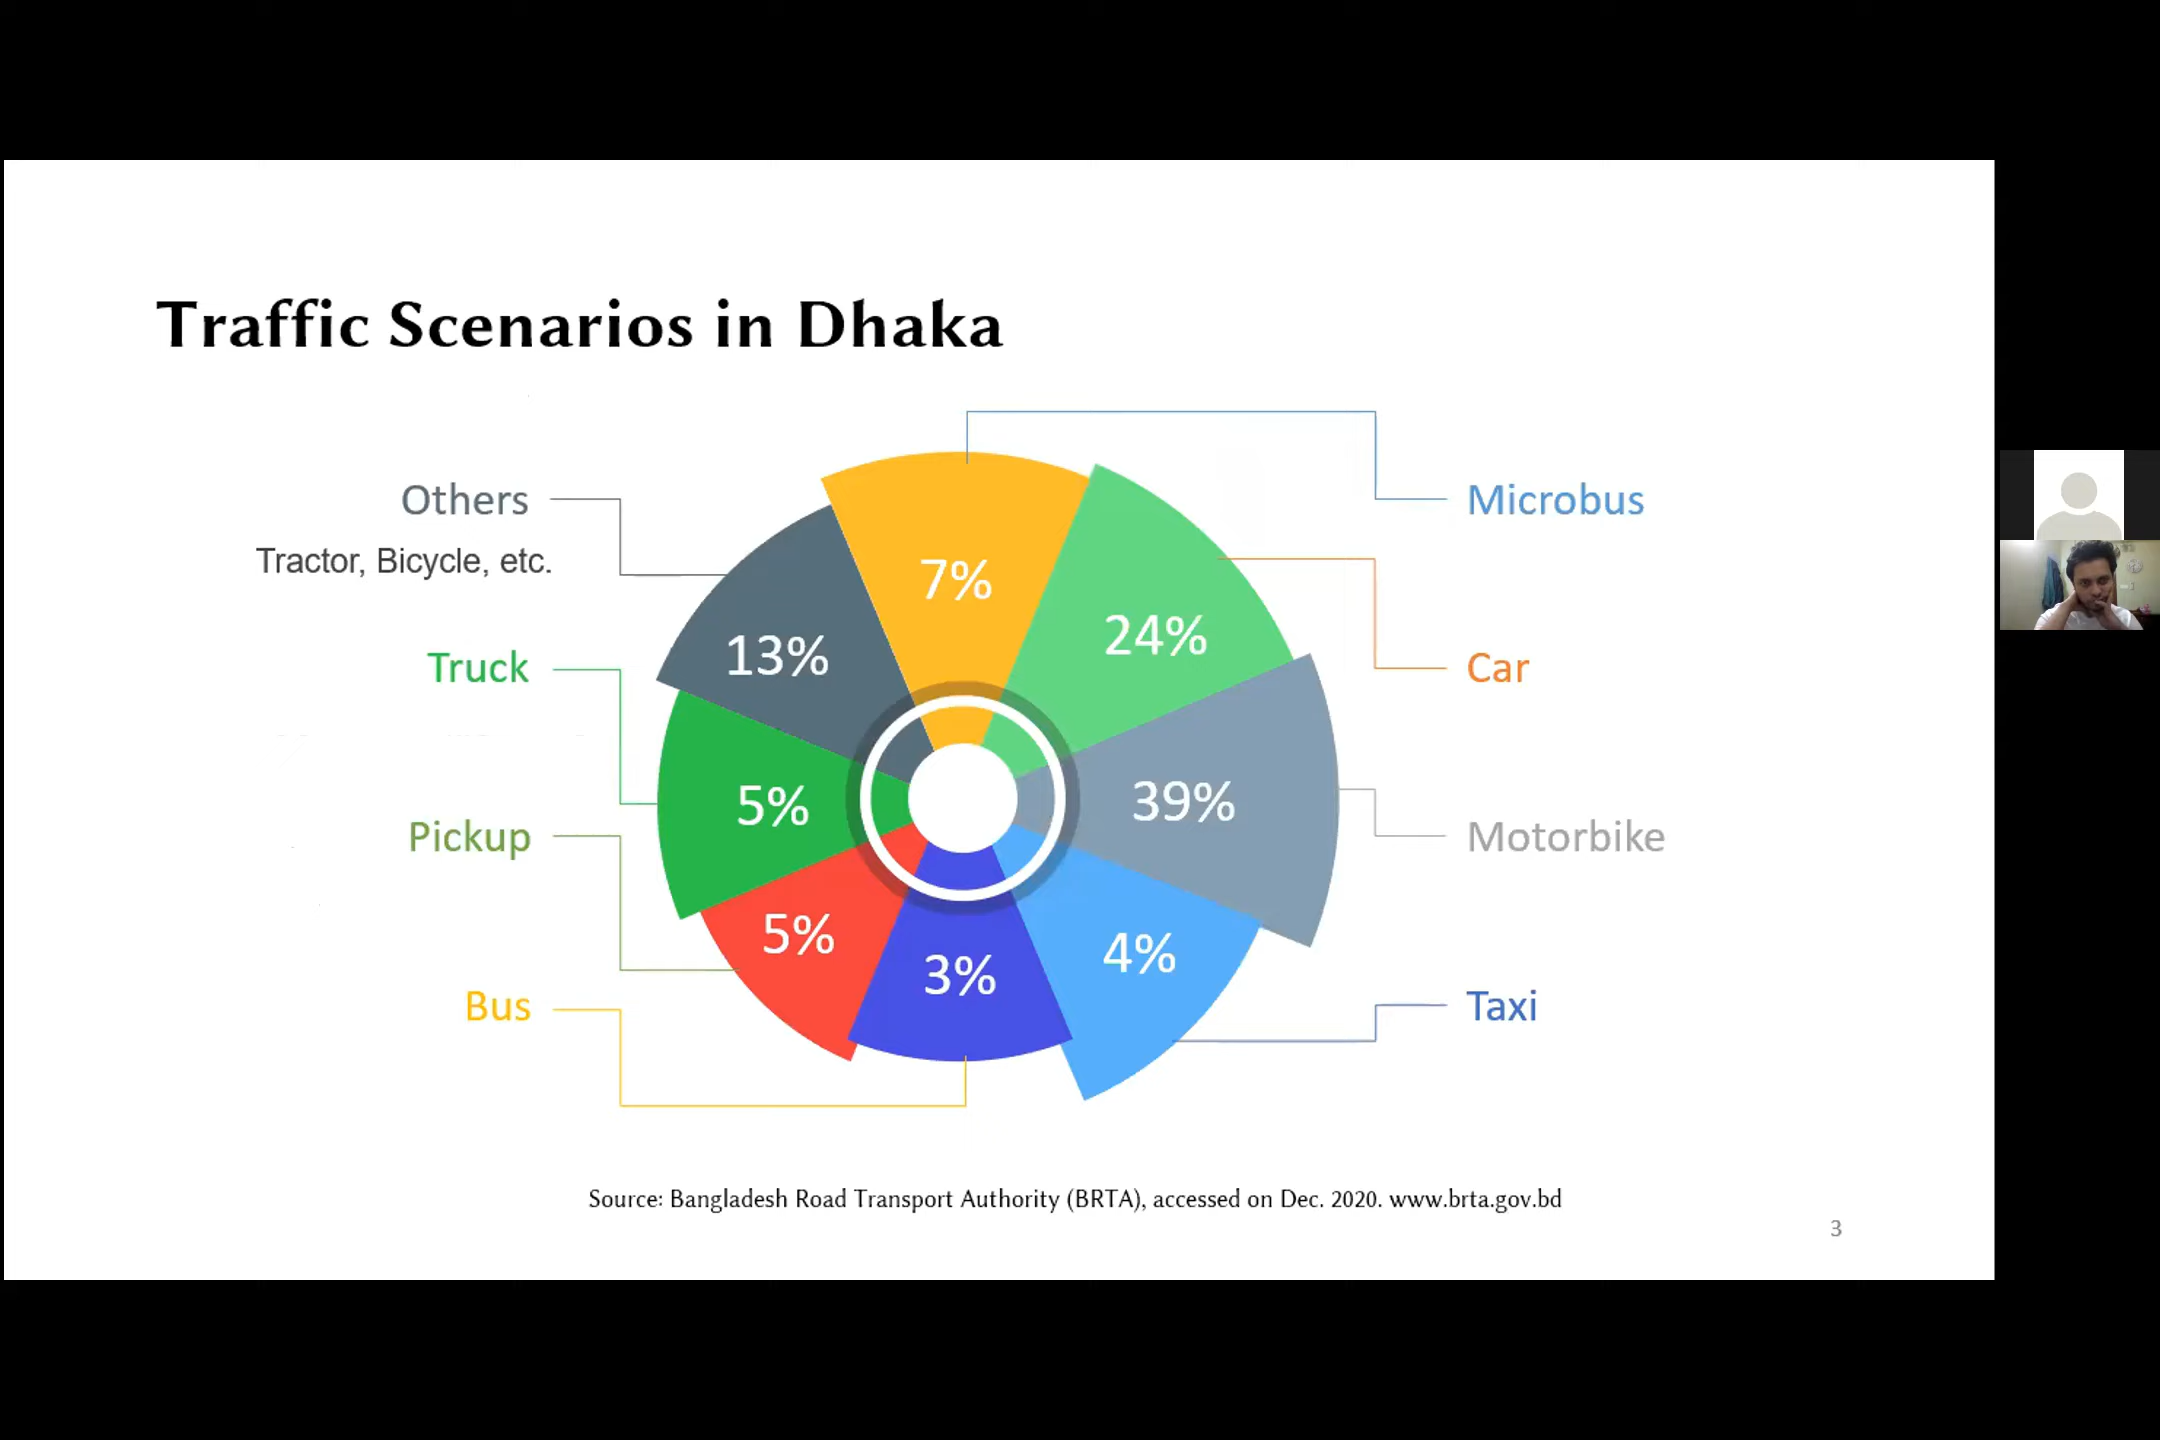 Traffic Scenarios in Dhaka
Others
Tractor, Bicycle, etc.
Truck
Pickup
Bus
Microbus
Car
Motorbike
Taxi
7%
24%
13%
39%
5%
5%
3%
4%
Source: Bangladesh Road Transport Authority (BRTA), accessed on Dec. 2020. www.brta.gov.bd
3